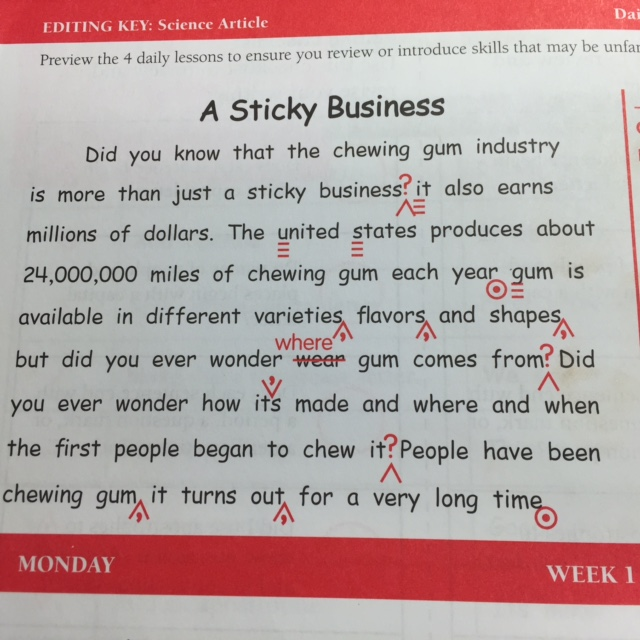 EDITING KEY: Science Article
Preview the 4 daily lessons to ensure you review or introduce skills that may be
A Sticky Business
Did you know that the chewing gum industry
is more than just a sticky business? it also earns
millions of dollars. The united states produces about
24,000,000 miles of chewing gum each year gum is
available in different varieties, flavors, and shapes,
where
but did you ever wonder wear gum comes from? Did
you ever wonder how it's made and where and when
the first people began to chew it? People have been
chewing gum, it turns out, for a very long time
MONDAY
WEEK 1